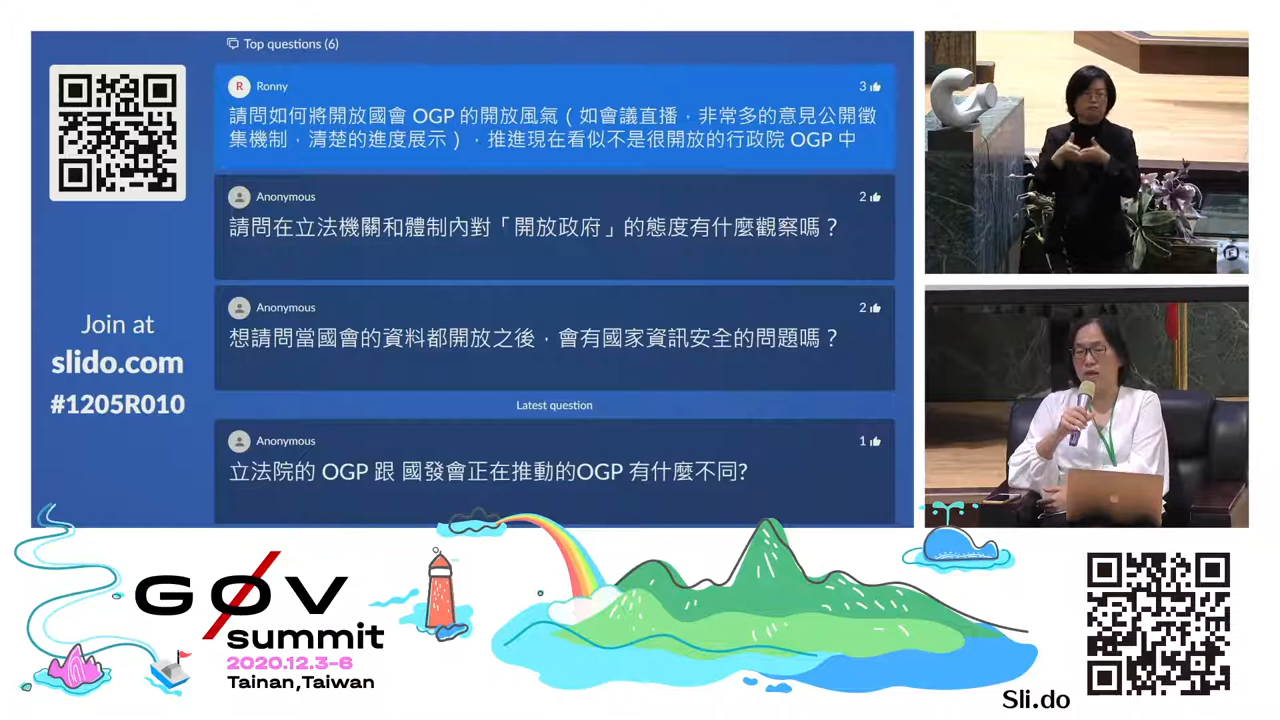 Top questions (6)
R
Ronny
3
請問如何將開放國會 OGP 的開放風氣（如會議直播，非常多的意見公開徵
集機制，清楚的進度展示），推進現在看似不是很開放的行政院 OGP 中
Anonymous
2
請問在立法機關和體制內對「開放政府」的態度有什麼觀察嗎？
Anonymous
2
想請問當國會的資料都開放之後，會有國家資訊安全的問題嗎？
Latest question
Anonymous
1
立法院的 OGP 跟 國發會正在推動的OGP 有什麼不同?
Join at
slido.com
#1205R010
GØV
summit
2020.12.3-6
Tainan,Taiwan
Sli.do